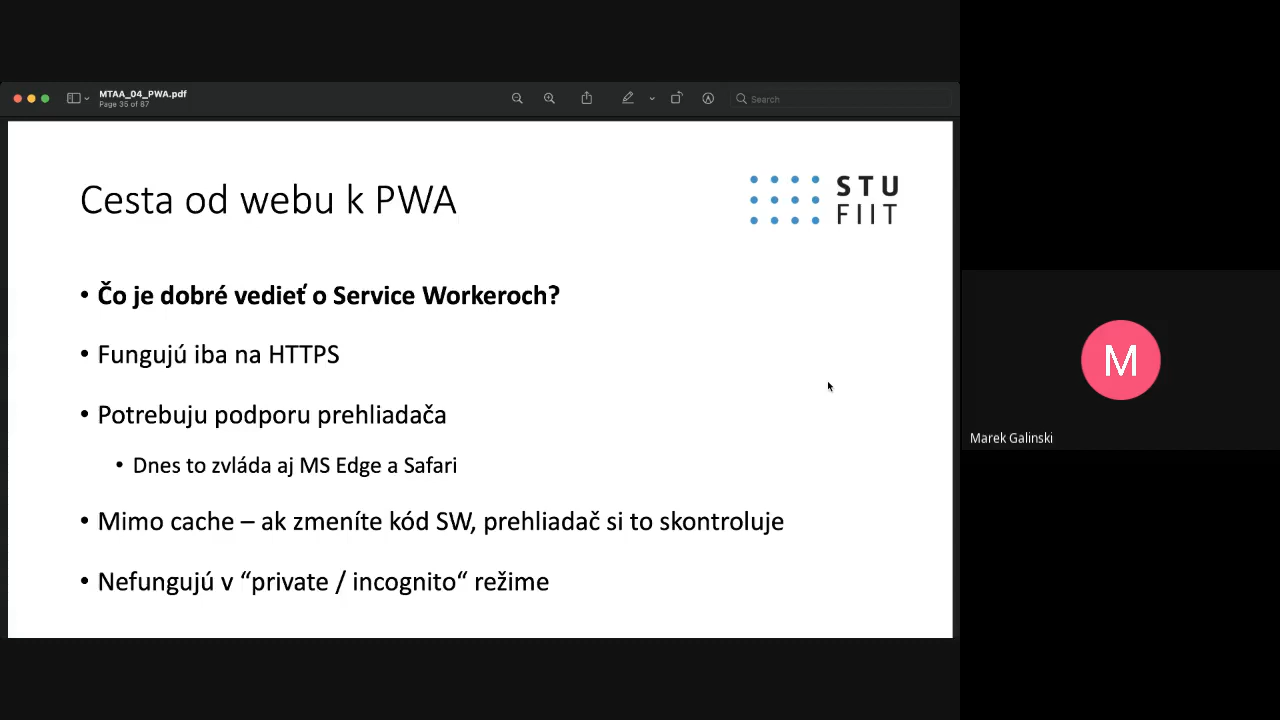 MTAA_04_PWA.pdf
Page 35 of 87
Search
Cesta od webu k PWA
STU
FIIT
• Čo je dobré vedieť o Service Workeroch?
• Fungujú iba na HTTPS
• Potrebuju podporu prehliadača
• Dnes to zvláda aj MS Edge a Safari
• Mimo cache – ak zmeníte kód SW, prehliadač si to skontroluje
• Nefungujú v “private / incognito“ režime
M
Marek Galinski